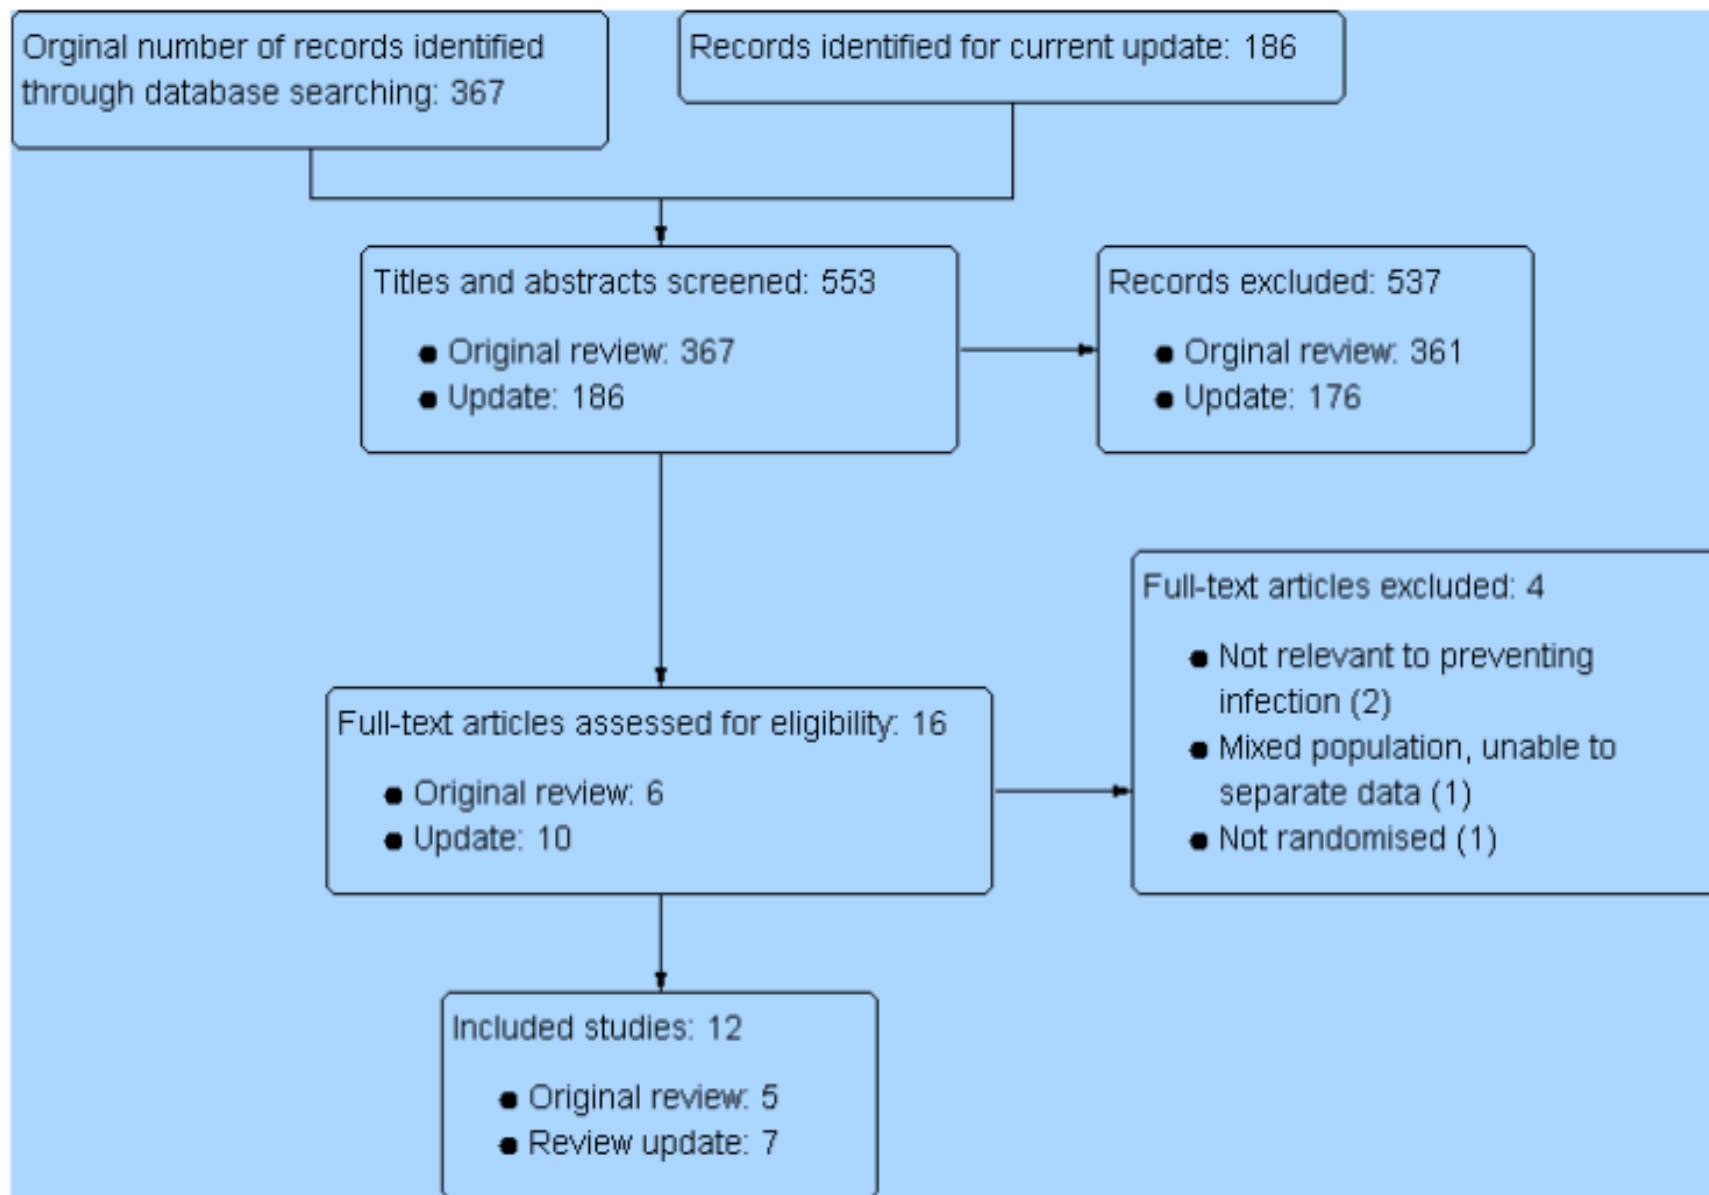 Orginal number of records identified
through database searching: 367
Records identified for current update: 186
Titles and abstracts screened: 553
● Original review: 367
● Update: 186
Records excluded: 537
● Orginal review: 361
● Update: 176
Full-text articles assessed for eligibility: 16
● Original review: 6
● Update: 10
Full-text articles excluded: 4
● Not relevant to preventing
infection (2)
● Mixed population, unable to
separate data (1)
● Not randomised (1)
Included studies: 12
● Original review: 5
● Review update: 7